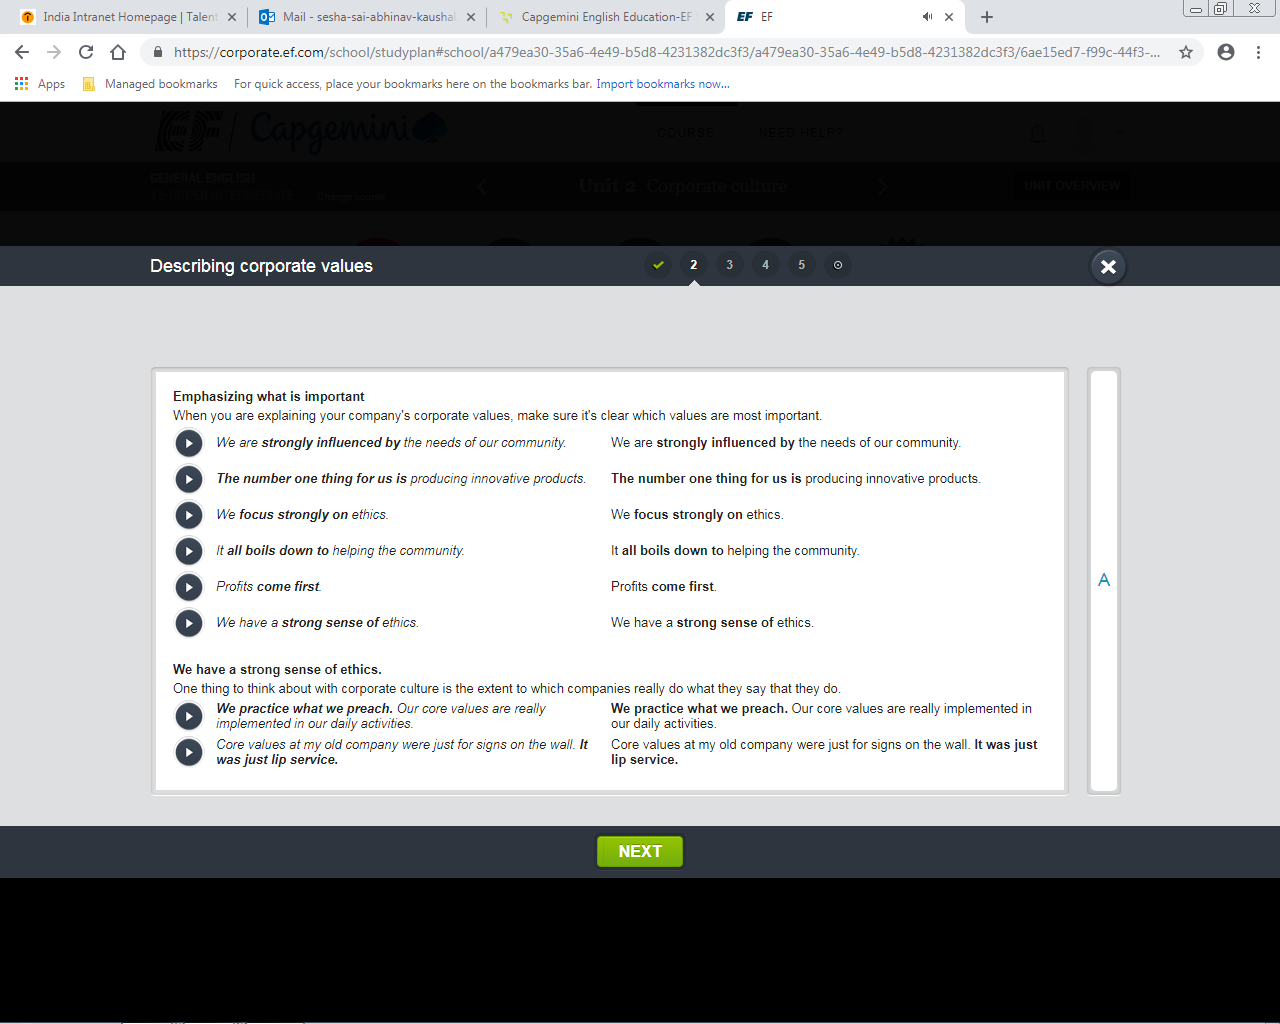 India Intranet Homepage | Talent
Mail - sesha-sai-abhinav-kaushal
Capgemini English Education-EF
EF EF
https://corporate.ef.com/school/studyplan#school/a479ea30-35a6-4e49-b5d8-4231382dc3f3/a479ea30-35a6-4e49-b5d8-4231382dc3f3/6ae15ed7-f99c-44f3-...
Apps Managed bookmarks For quick access, place your bookmarks here on the bookmarks bar. Import bookmarks now...
EF Capgemini COURSE NEED HELP?
GENERAL ENGLISH
Unit 2 Corporate culture UNIT OVERVIEW
Change course
Describing corporate values 2 3 4 5
Emphasizing what is important
When you are explaining your company's corporate values, make sure it's clear which values are most important.
We are strongly influenced by the needs of our community. We are strongly influenced by the needs of our community.
The number one thing for us is producing innovative products. The number one thing for us is producing innovative products.
We focus strongly on ethics. We focus strongly on ethics.
It all boils down to helping the community. It all boils down to helping the community.
A
Profits come first. Profits come first.
We have a strong sense of ethics. We have a strong sense of ethics.
We have a strong sense of ethics.
One thing to think about with corporate culture is the extent to which companies really do what they say that they do.
We practice what we preach. Our core values are really We practice what we preach. Our core values are really implemented in
implemented in our daily activities. our daily activities.
Core values at my old company were just for signs on the wall. It Core values at my old company were just for signs on the wall. It was just
was just lip service. lip service.
NEXT